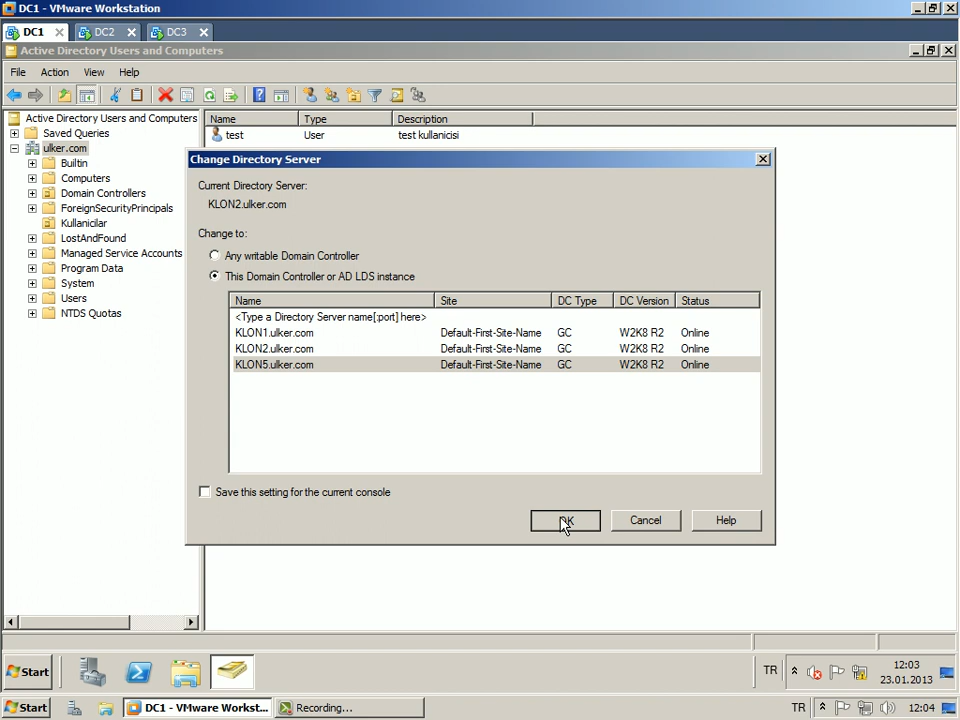 DC1 - VMware Workstation
DC1 DC2 DC3
Active Directory Users and Computers
File Action View Help
Active Directory Users and Computers
Saved Queries
ulker.com
Builtin
Computers
Domain Controllers
ForeignSecurityPrincipals
Kullanicilar
LostAndFound
Managed Service Accounts
Program Data
System
Users
NTDS Quotas
Name Type Description
test User test kullanicisi
Change Directory Server
Current Directory Server:
KLON2.ulker.com
Change to:
Any writable Domain Controller
This Domain Controller or AD LDS instance
Name Site DC Type DC Version Status
<Type a Directory Server name[:port] here>
KLON1.ulker.com Default-First-Site-Name GC W2K8 R2 Online
KLON2.ulker.com Default-First-Site-Name GC W2K8 R2 Online
KLON5.ulker.com Default-First-Site-Name GC W2K8 R2 Online
Save this setting for the current console
OK Cancel Help
Start TR 12:03
23.01.2013
Start DC1 - VMware Workst... Recording... TR 12:04